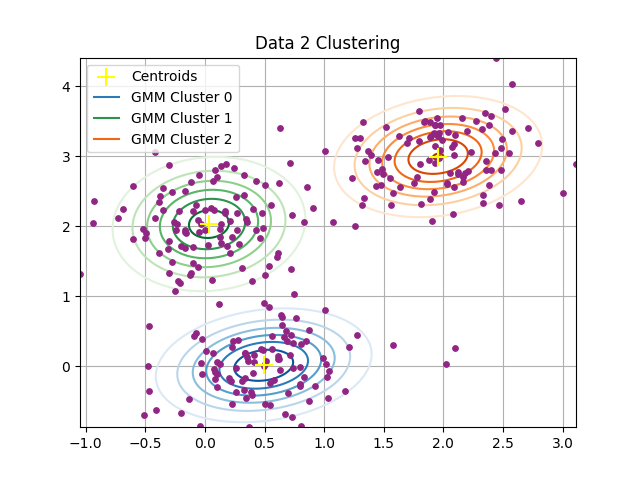 Data 2 Clustering
Centroids
GMM Cluster 0
GMM Cluster 1
GMM Cluster 2
4
3
2
1
0
−1.0 −0.5 0.0 0.5 1.0 1.5 2.0 2.5 3.0